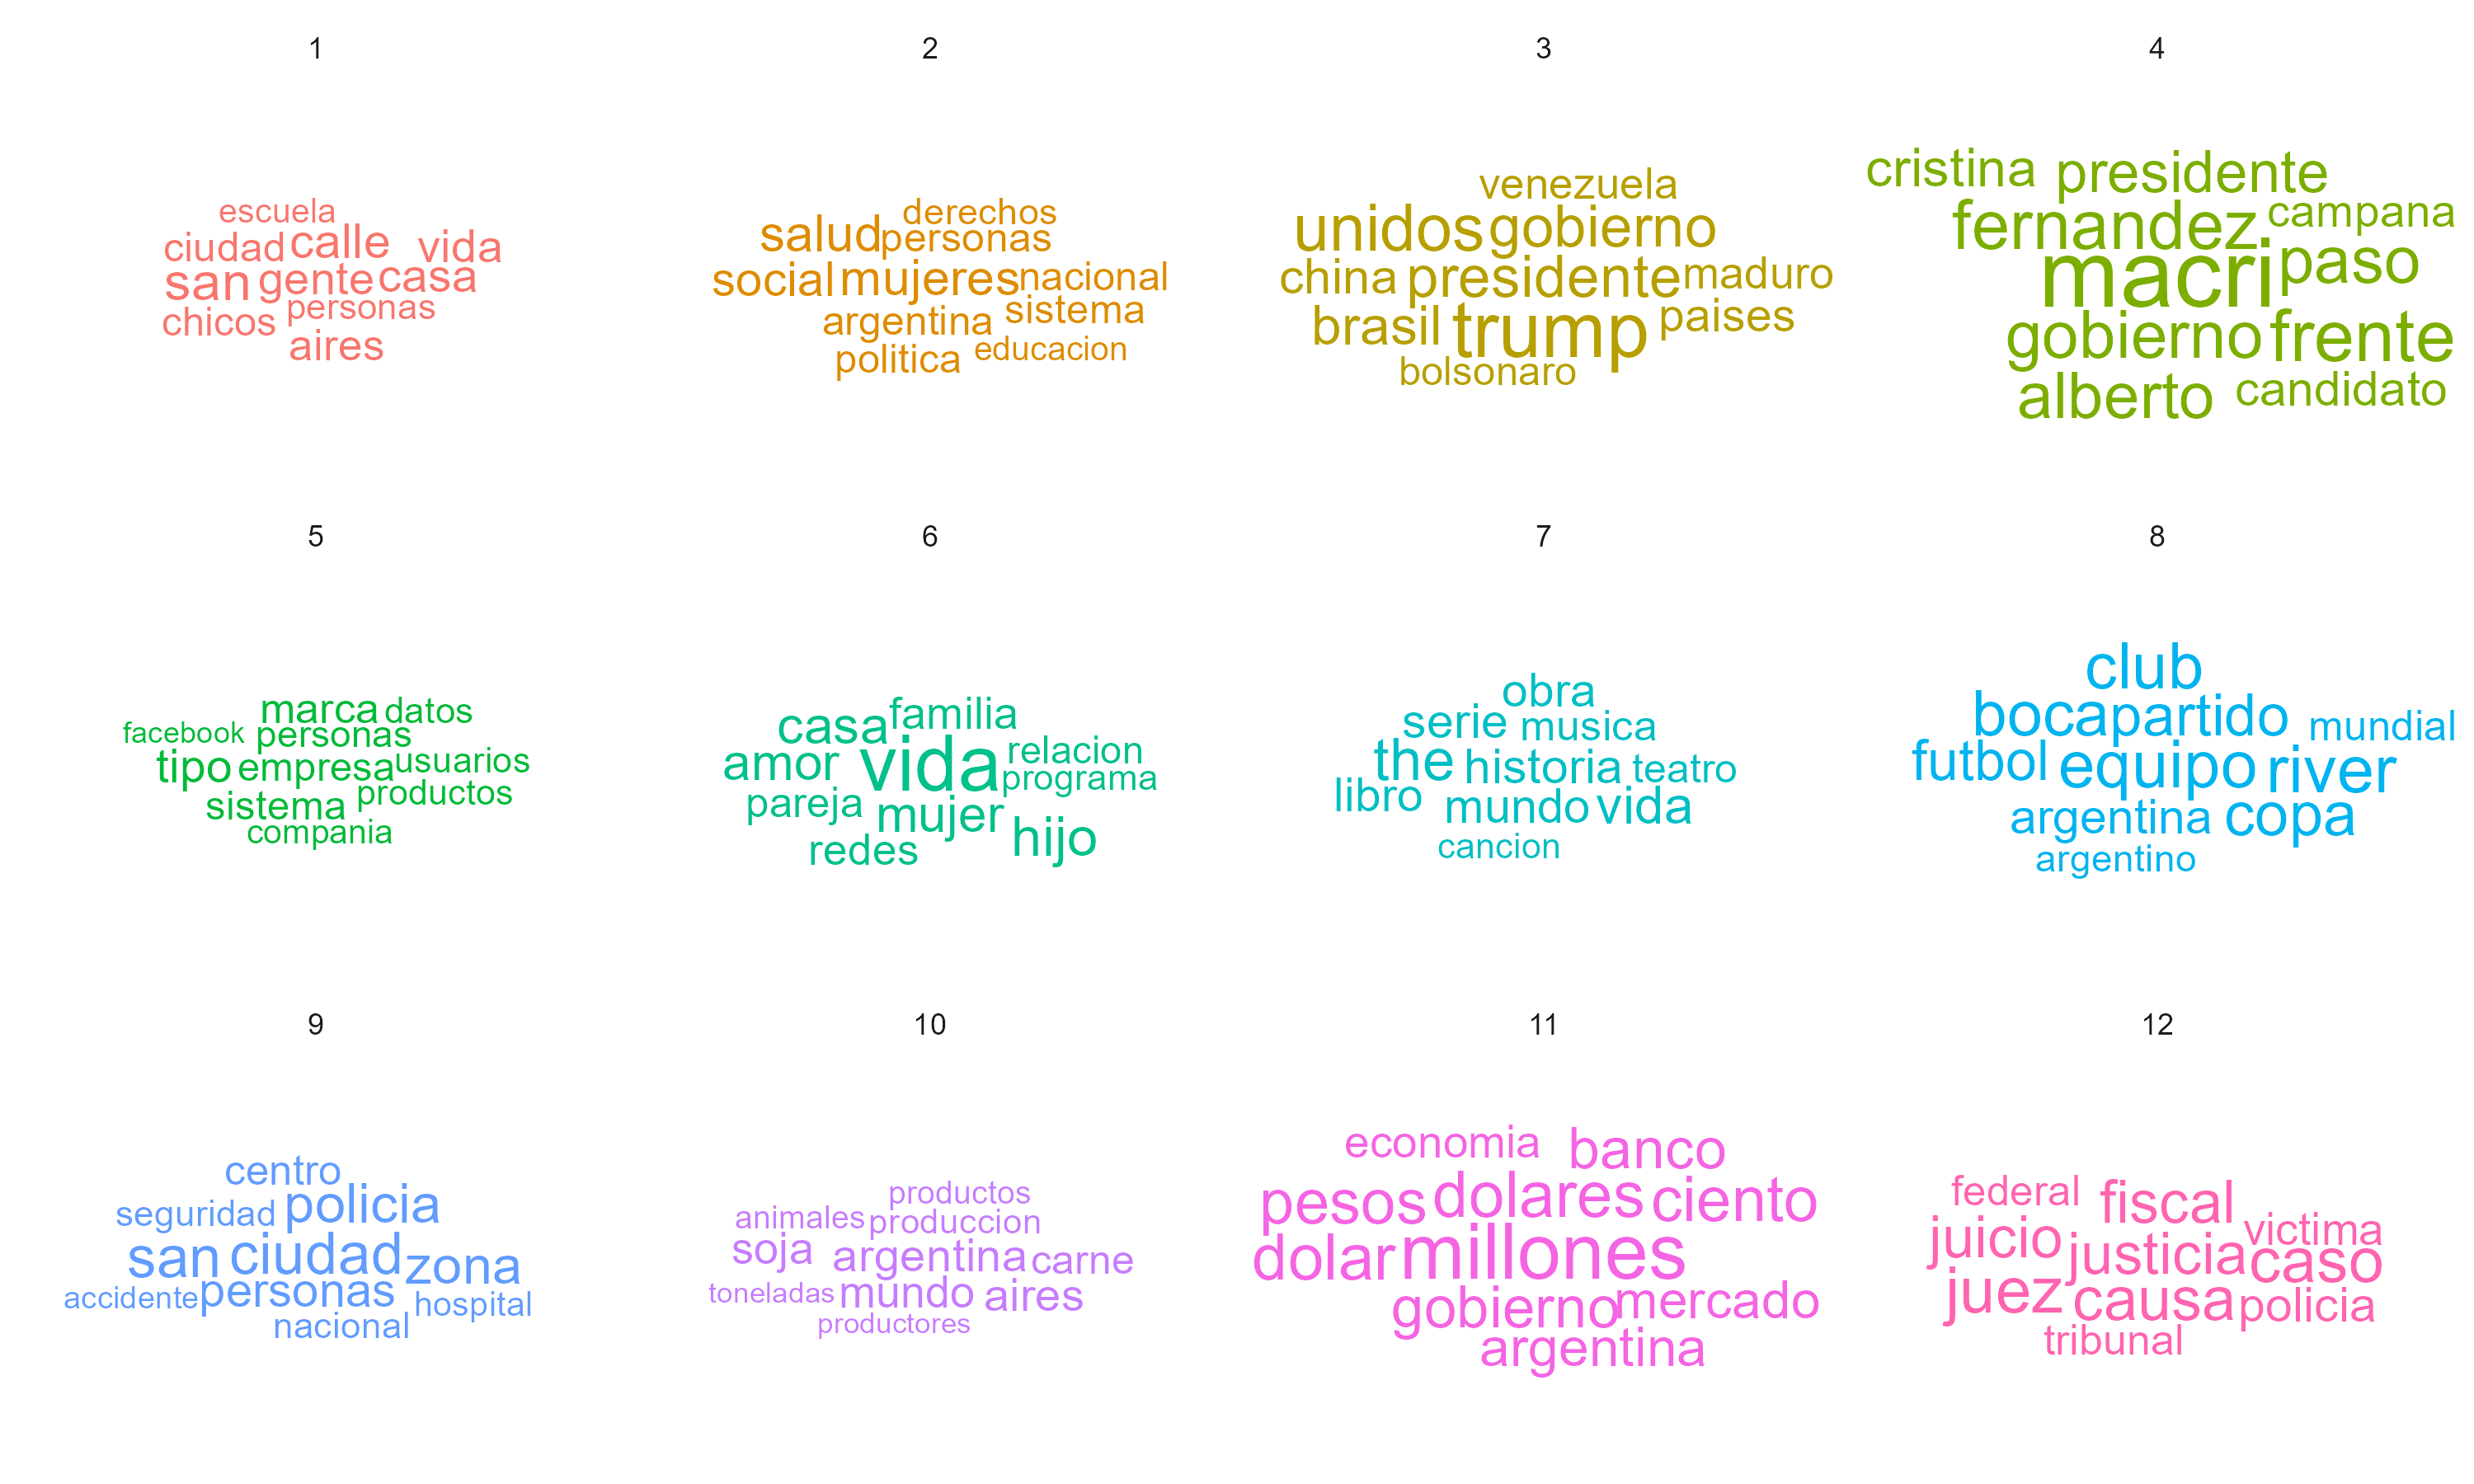 1
escuela
ciudad calle vida
san gente casa
chicos personas
aires
2
derechos
salud personas
social mujeres nacional
argentina sistema
politica educacion
3
venezuela
unidos gobierno
china presidente maduro
brasil trump paises
bolsonaro
4
cristina presidente
fernandez campana
macri paso
gobierno frente
alberto candidato
5
marca datos
facebook personas
tipo empresa usuarios
sistema productos
compania
6
casa familia
amor vida relacion
programa
pareja mujer hijo
redes
7
obra
serie musica
the historia teatro
libro mundo vida
cancion
8
club
boca partido mundial
futbol equipo river
argentina copa
argentino
9
centro
seguridad policia
san ciudad zona
accidente personas hospital
nacional
10
productos
animales produccion
soja argentina carne
toneladas mundo aires
productores
11
economia banco
pesos dolares ciento
dolar millones
gobierno mercado
argentina
12
federal fiscal
juicio justicia victima
caso
juez causa policia
tribunal